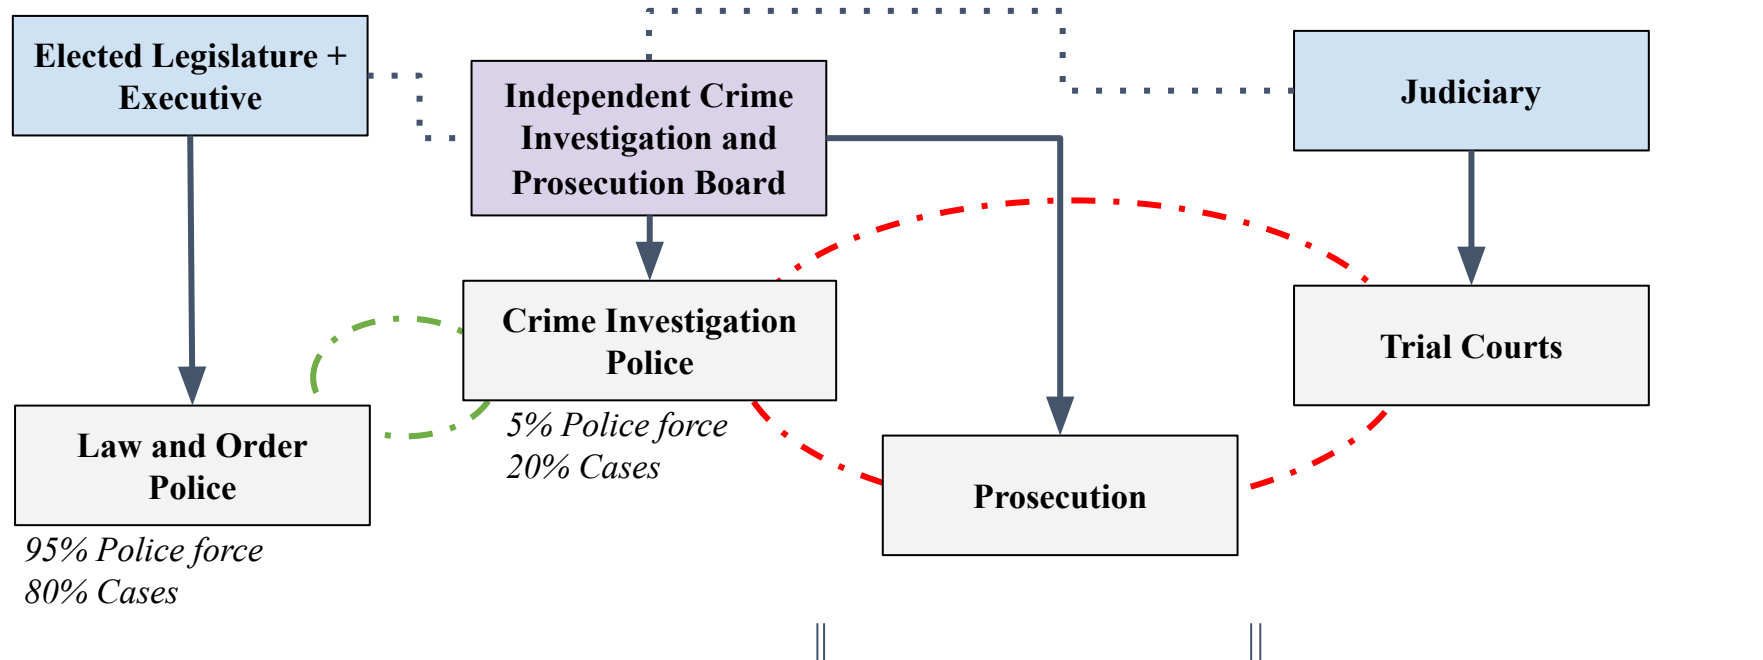 Elected Legislature +
Executive
Independent Crime
Investigation and
Prosecution Board
Judiciary
Crime Investigation
Police
5% Police force
20% Cases
Trial Courts
Law and Order
Police
95% Police force
80% Cases
Prosecution